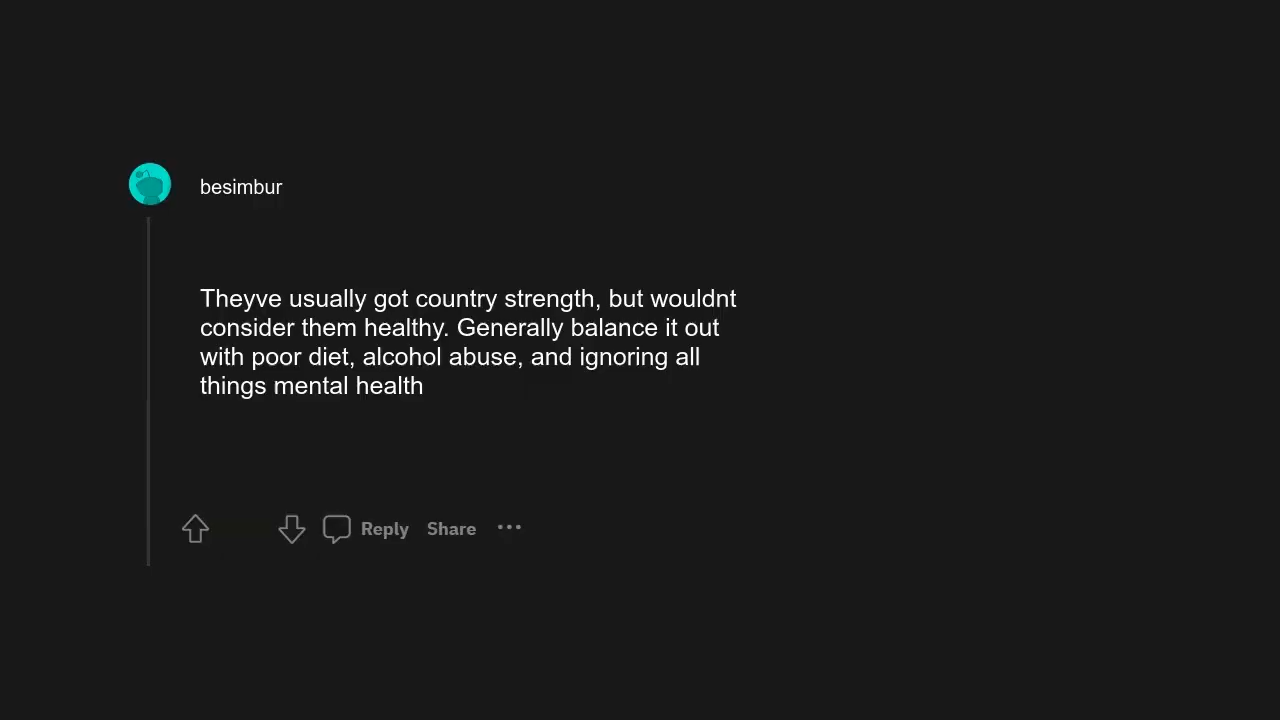 besimbur
Theyve usually got country strength, but wouldnt
consider them healthy. Generally balance it out
with poor diet, alcohol abuse, and ignoring all
things mental health
Reply Share